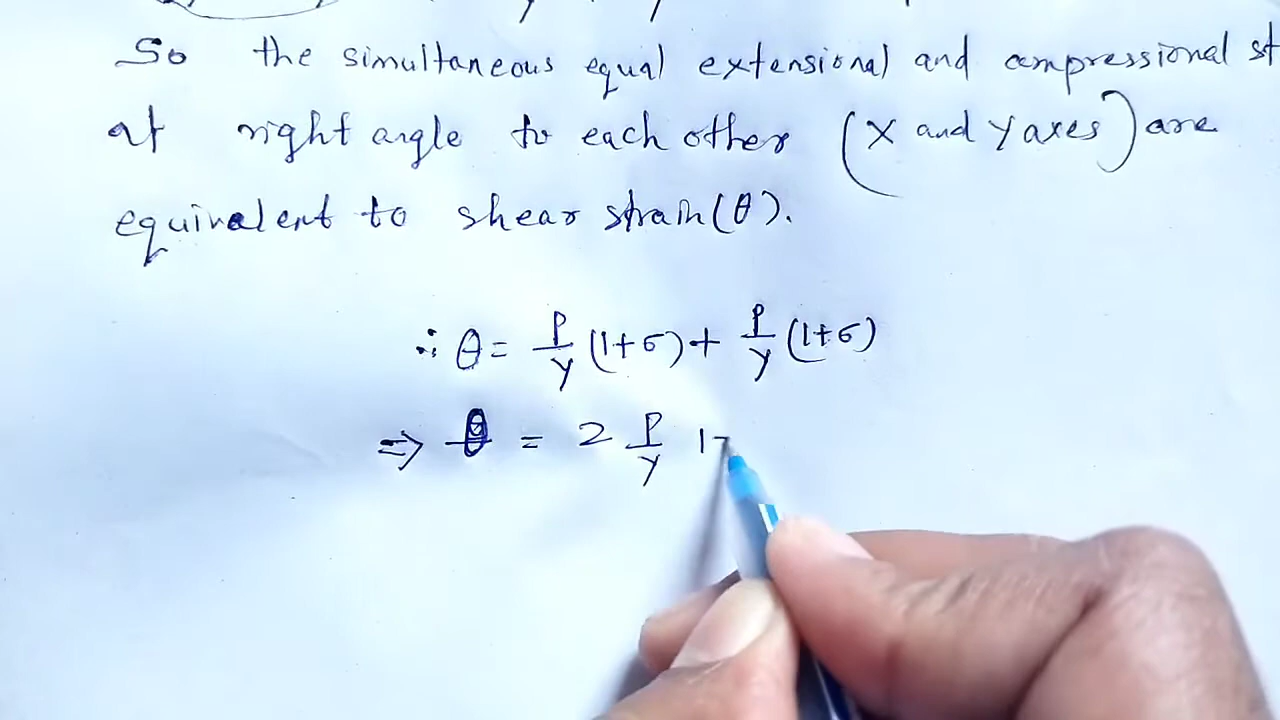 So the simultaneous equal extensional and compressional st
at right angle to each other (X and Y axes) are
equivalent to shear strain (θ).
∴ θ = P/Y (1+σ) + P/Y (1+σ)
⇒ θ = 2 P/Y 1+